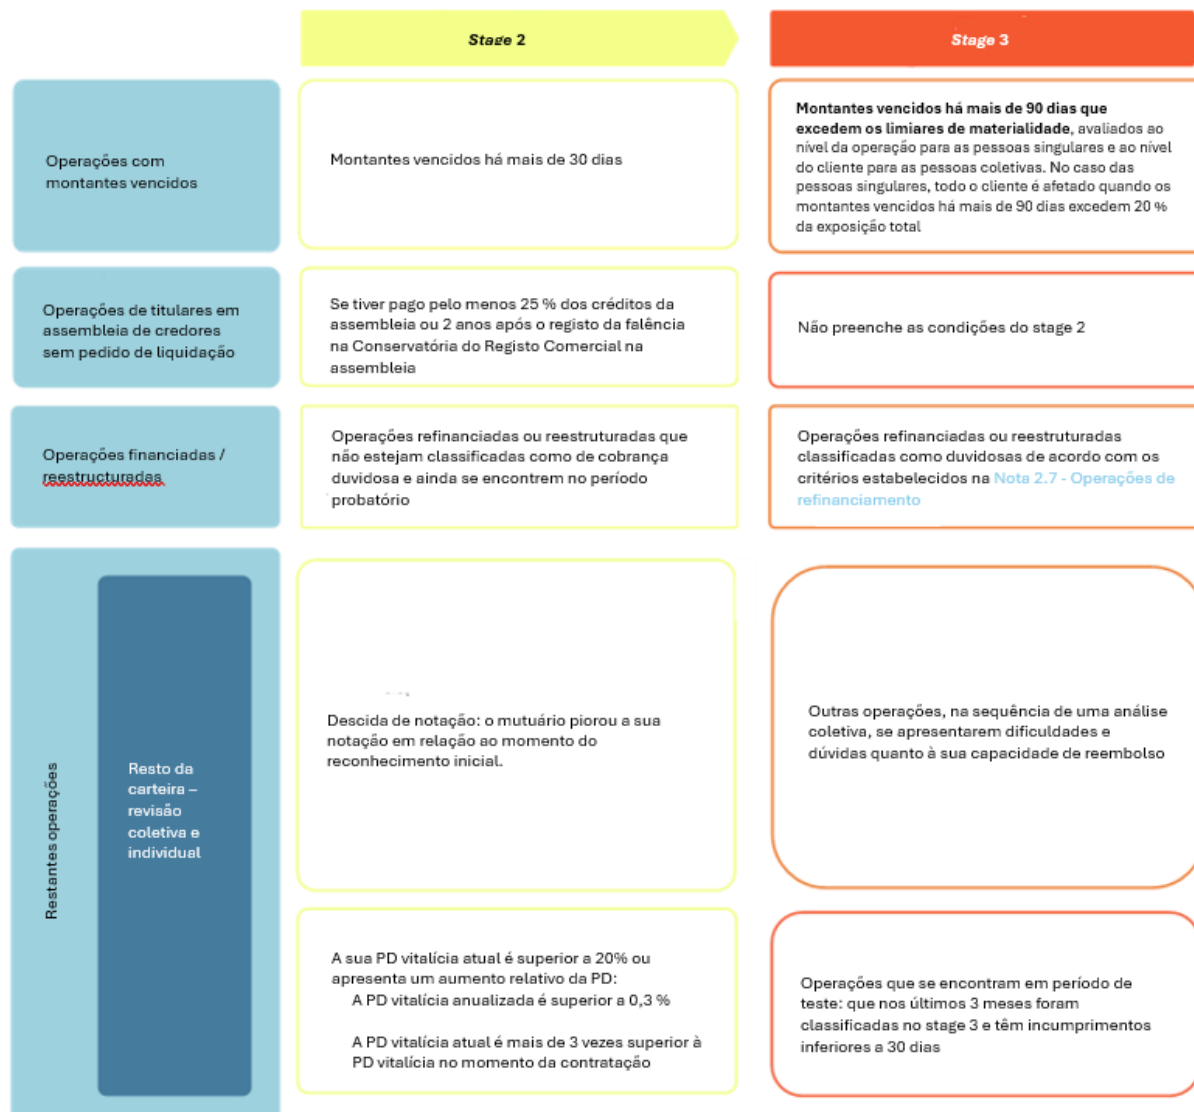 Stage 2
Stage 3
Operações com
montantes vencidos
Montantes vencidos há mais de 30 dias
Montantes vencidos há mais de 90 dias que
excedem os limiares de materialidade, avaliados ao
nível da operação para as pessoas singulares e ao nível
do cliente para as pessoas coletivas. No caso das
pessoas singulares, todo o cliente é afetado quando os
montantes vencidos há mais de 90 dias excedem 20 %
da exposição total
Operações de titulares em
assembleia de credores
sem pedido de liquidação
Se tiver pago pelo menos 25 % dos créditos da
assembleia ou 2 anos após o registo da falência
na Conservatória do Registo Comercial na
assembleia
Não preenche as condições do stage 2
Operações financiadas /
reestructuradas
Operações refinanciadas ou reestruturadas que
não estejam classificadas como de cobrança
duvidosa e ainda se encontrem no período
probatório
Operações refinanciadas ou reestruturadas
classificadas como duvidosas de acordo com os
critérios estabelecidos na Nota 2.7 - Operações de
refinanciamento
Restantes operações
Resto da
carteira –
revisão
coletiva e
individual
Descida de notação: o mutuário piorou a sua
notação em relação ao momento do
reconhecimento inicial.
Outras operações, na sequência de uma análise
coletiva, se apresentarem dificuldades e
dúvidas quanto à sua capacidade de reembolso
A sua PD vitalícia atual é superior a 20% ou
apresenta um aumento relativo da PD:
A PD vitalícia anualizada é superior a 0,3 %
A PD vitalícia atual é mais de 3 vezes superior à
PD vitalícia no momento da contratação
Operações que se encontram em período de
teste: que nos últimos 3 meses foram
classificadas no stage 3 e têm incumprimentos
inferiores a 30 dias